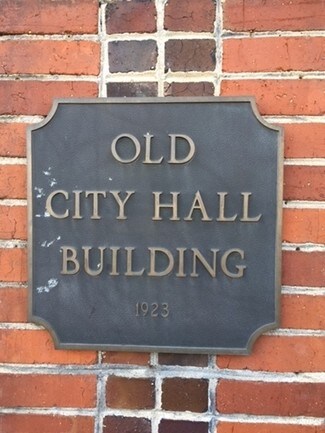 OLD
CITY HALL
BUILDING
1923